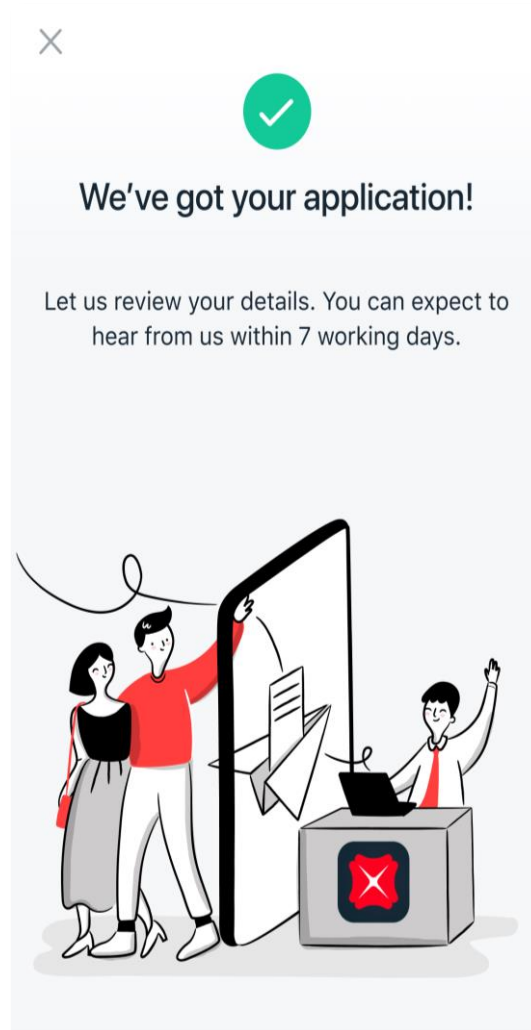 We’ve got your application!
Let us review your details. You can expect to
hear from us within 7 working days.